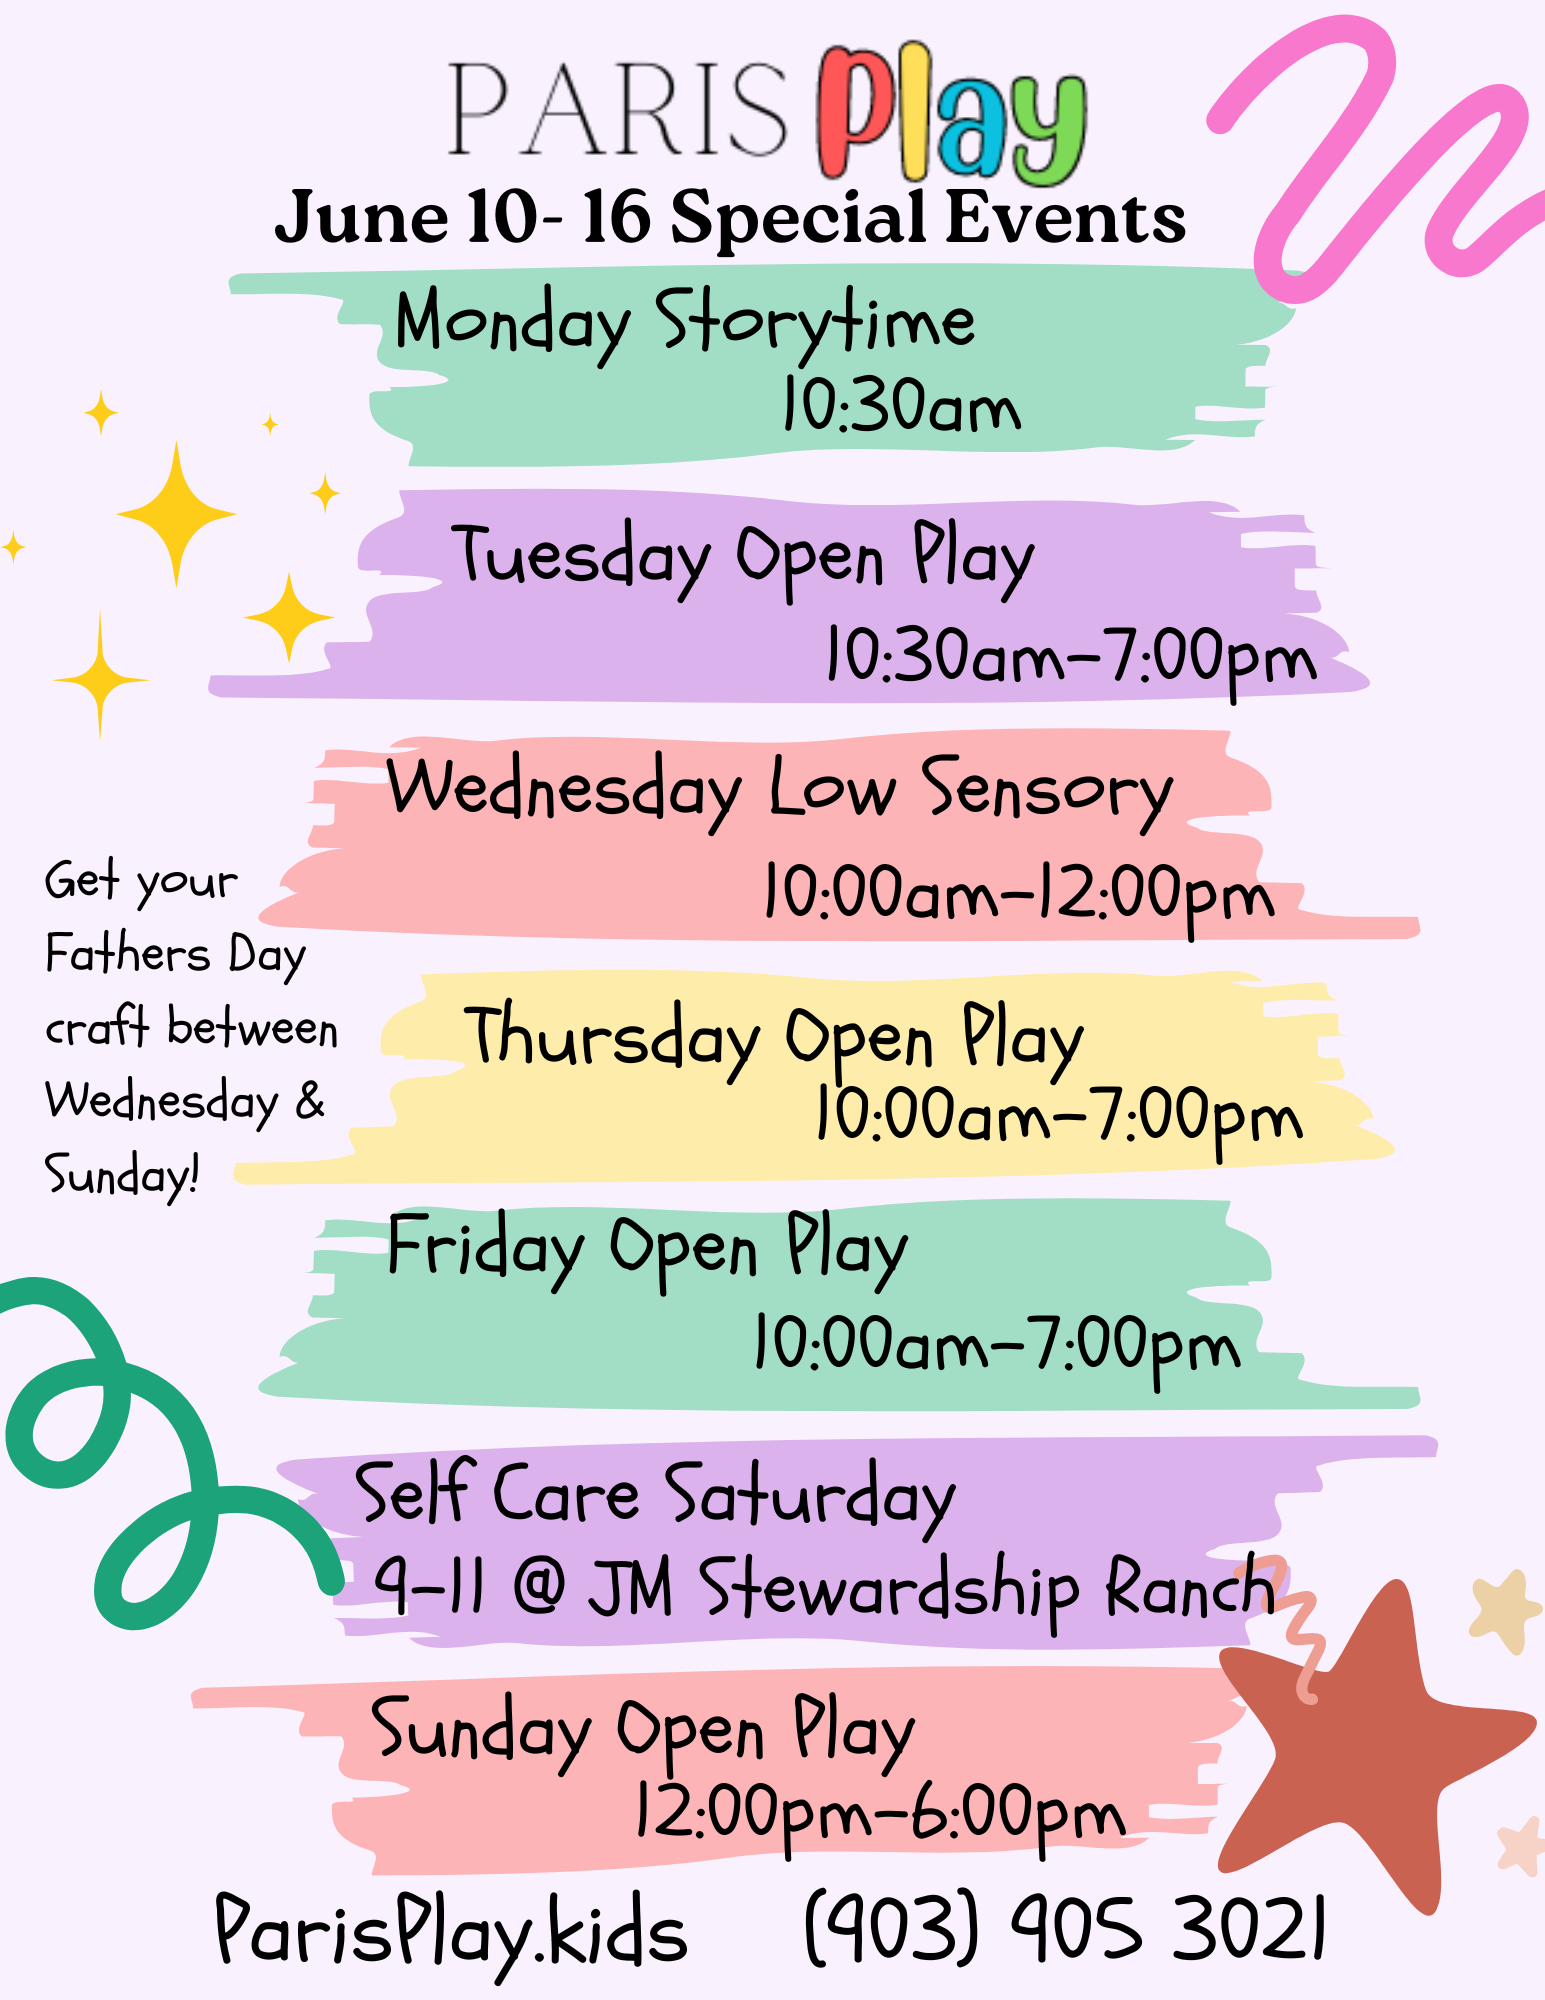 PARIS Play
June 10- 16 Special Events
Monday Storytime
10:30am
Tuesday Open Play
10:30am-7:00pm
Wednesday Low Sensory
10:00am-12:00pm
Get your
Fathers Day
craft between
Wednesday &
Sunday!
Thursday Open Play
10:00am-7:00pm
Friday Open Play
10:00am-7:00pm
Self Care Saturday
9-11 @ JM Stewardship Ranch
Sunday Open Play
12:00pm-6:00pm
ParisPlay.kids (903) 905 3021